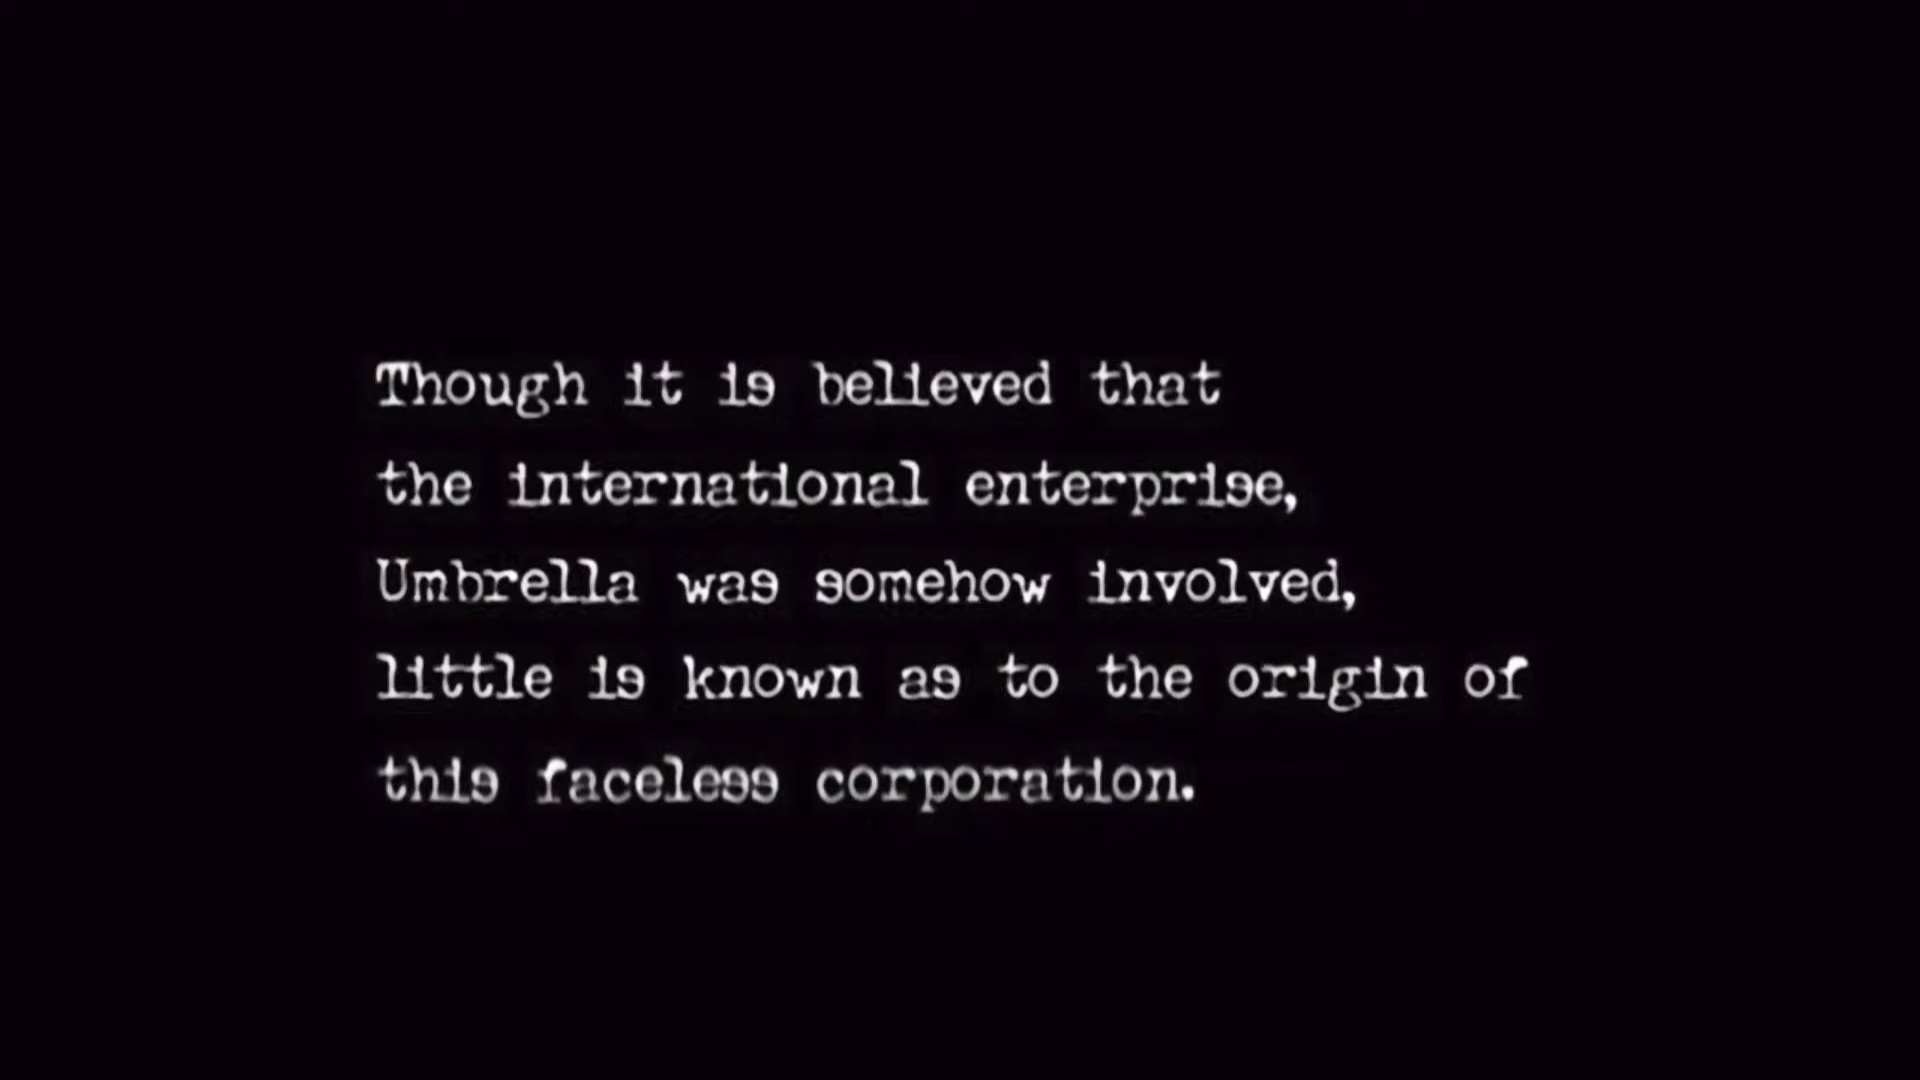 Though it is believed that
the international enterprise,
Umbrella was somehow involved,
little is known as to the origin of
this faceless corporation.